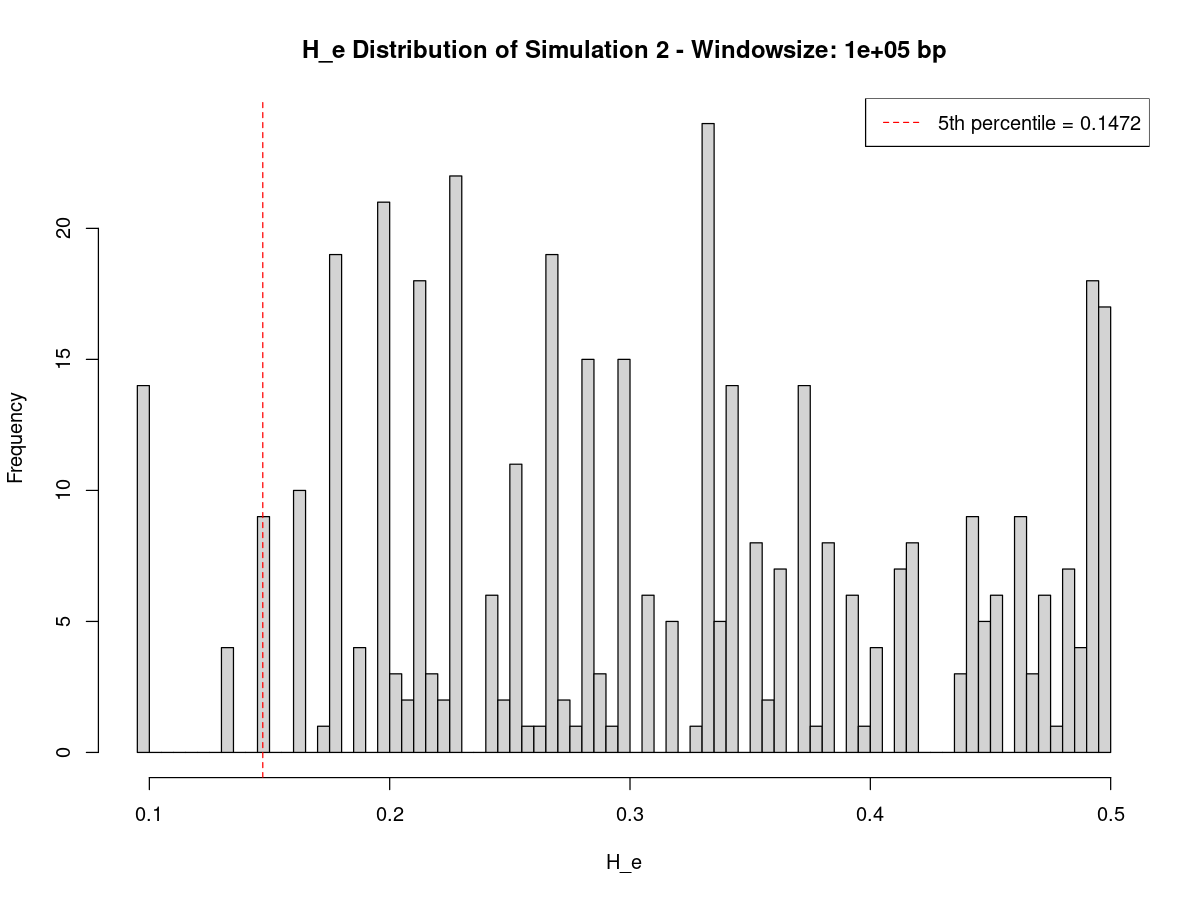 H_e Distribution of Simulation 2 - Windowsize: 1e+05 bp
5th percentile = 0.1472
Frequency
20
15
10
5
0
0.1 0.2 0.3 0.4 0.5
H_e